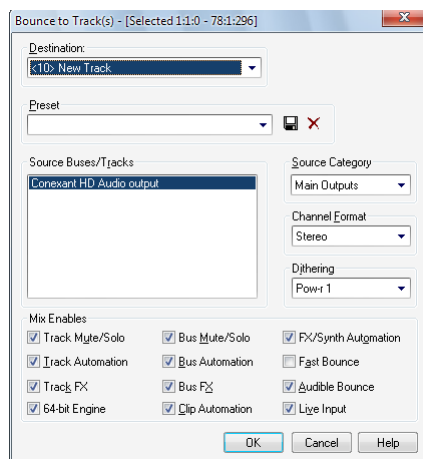 Bounce to Track(s) - [Selected 1:1:0 - 78:1:296]
Destination:
<10> New Track
Preset
Source Buses/Tracks
Conexant HD Audio output
Source Category
Main Outputs
Channel Format
Stereo
Dithering
Pow-r 1
Mix Enables
Track Mute/Solo Bus Mute/Solo FX/Synth Automation
Track Automation Bus Automation Fast Bounce
Track FX Bus FX Audible Bounce
64-bit Engine Clip Automation Live Input
OK Cancel Help